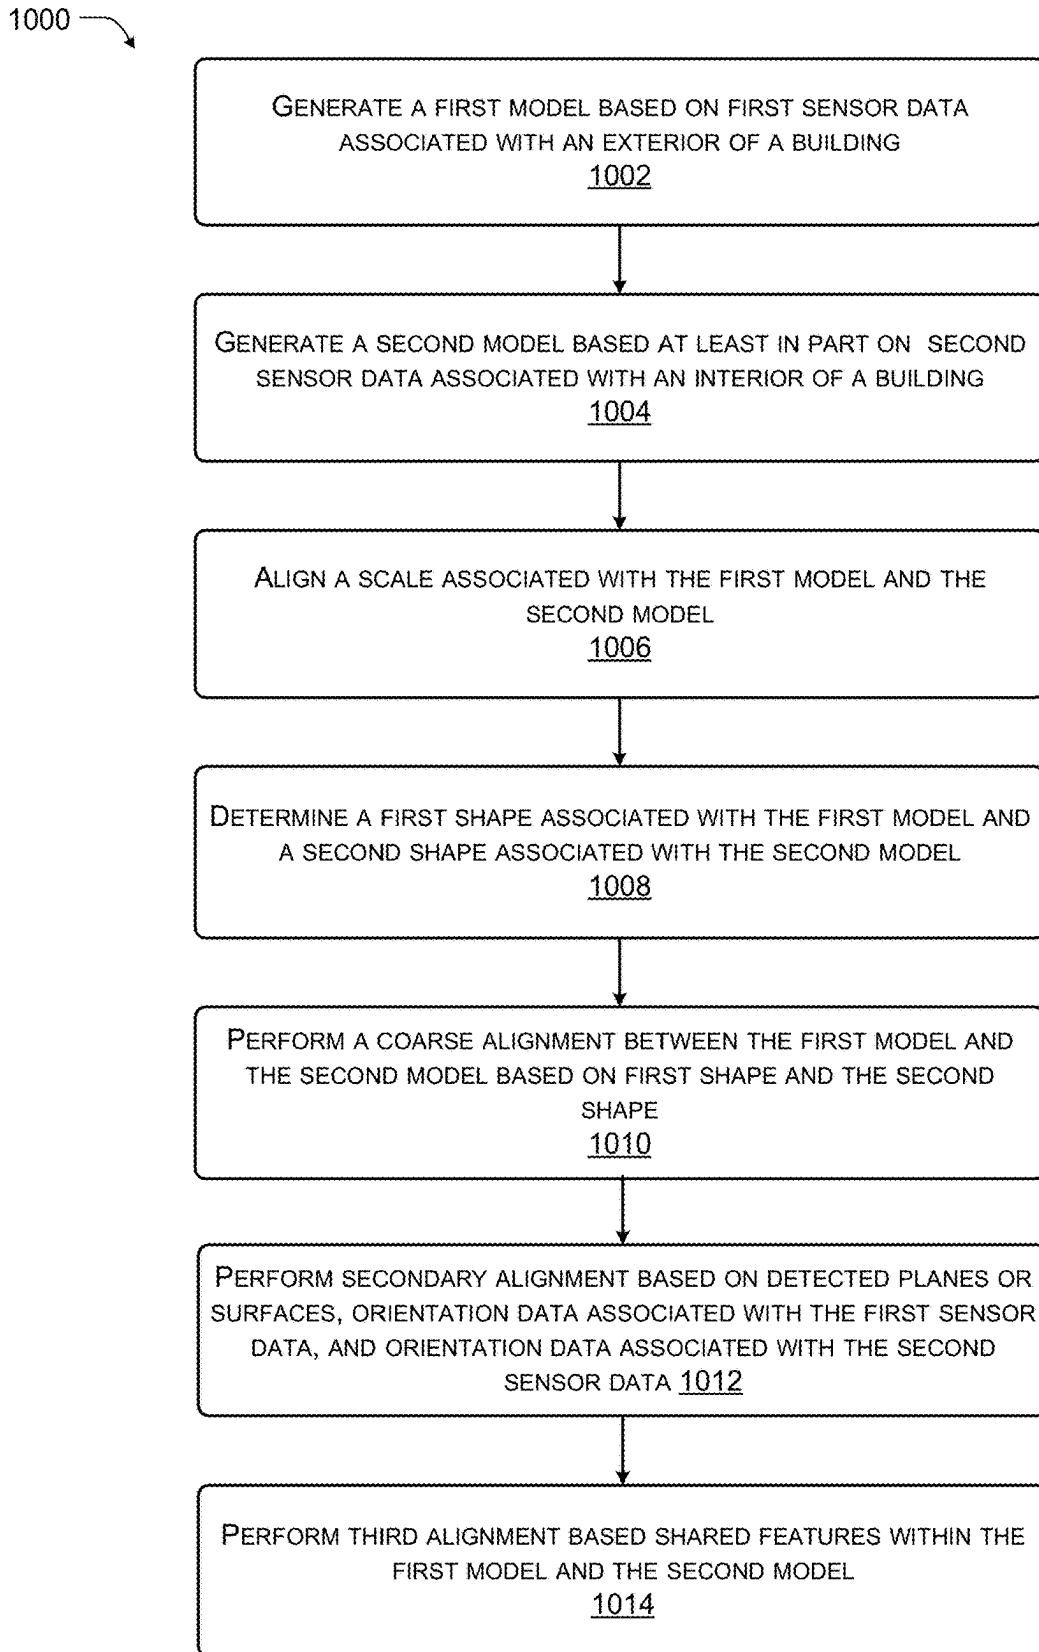 1000
GENERATE A FIRST MODEL BASED ON FIRST SENSOR DATA
ASSOCIATED WITH AN EXTERIOR OF A BUILDING
1002
GENERATE A SECOND MODEL BASED AT LEAST IN PART ON SECOND
SENSOR DATA ASSOCIATED WITH AN INTERIOR OF A BUILDING
1004
ALIGN A SCALE ASSOCIATED WITH THE FIRST MODEL AND THE
SECOND MODEL
1006
DETERMINE A FIRST SHAPE ASSOCIATED WITH THE FIRST MODEL AND
A SECOND SHAPE ASSOCIATED WITH THE SECOND MODEL
1008
PERFORM A COARSE ALIGNMENT BETWEEN THE FIRST MODEL AND
THE SECOND MODEL BASED ON FIRST SHAPE AND THE SECOND
SHAPE
1010
PERFORM SECONDARY ALIGNMENT BASED ON DETECTED PLANES OR
SURFACES, ORIENTATION DATA ASSOCIATED WITH THE FIRST SENSOR
DATA, AND ORIENTATION DATA ASSOCIATED WITH THE SECOND
SENSOR DATA 1012
PERFORM THIRD ALIGNMENT BASED SHARED FEATURES WITHIN THE
FIRST MODEL AND THE SECOND MODEL
1014